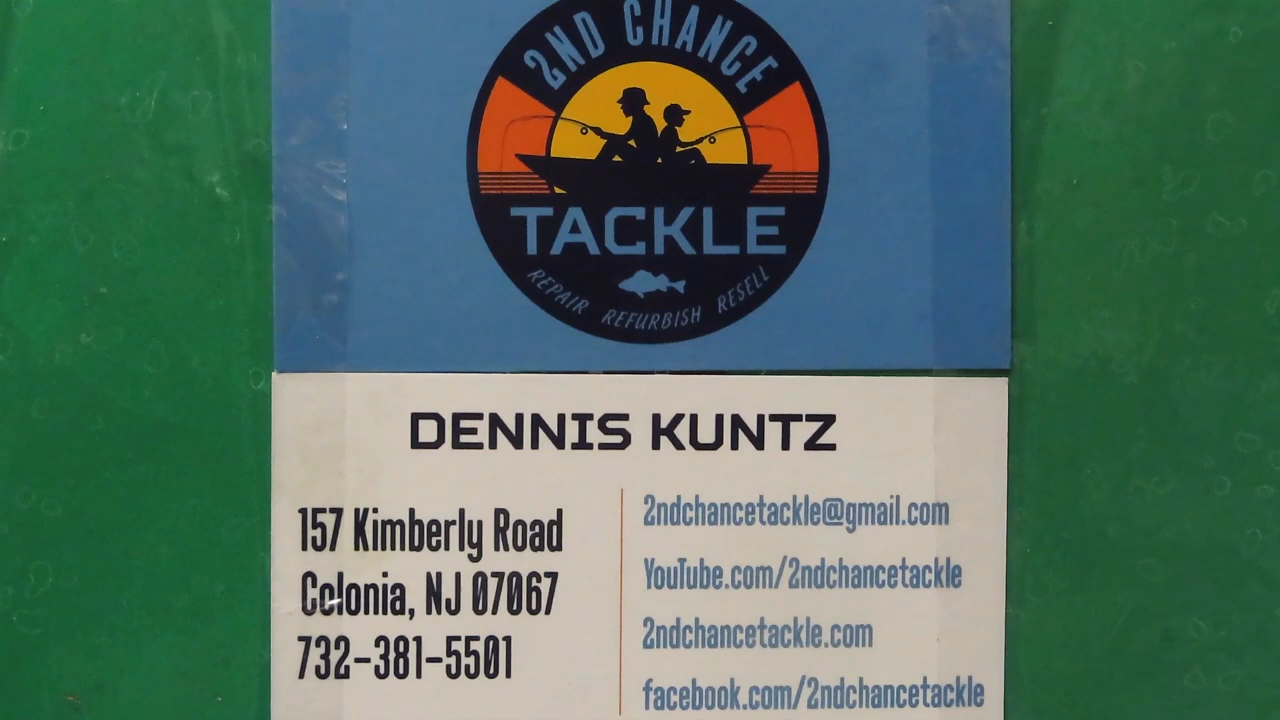 2ND CHANCE
TACKLE
REPAIR REFURBISH RESELL
DENNIS KUNTZ
157 Kimberly Road
Colonia, NJ 07067
732-381-5501
2ndchancetackle@gmail.com
YouTube.com/2ndchancetackle
2ndchancetackle.com
facebook.com/2ndchancetackle